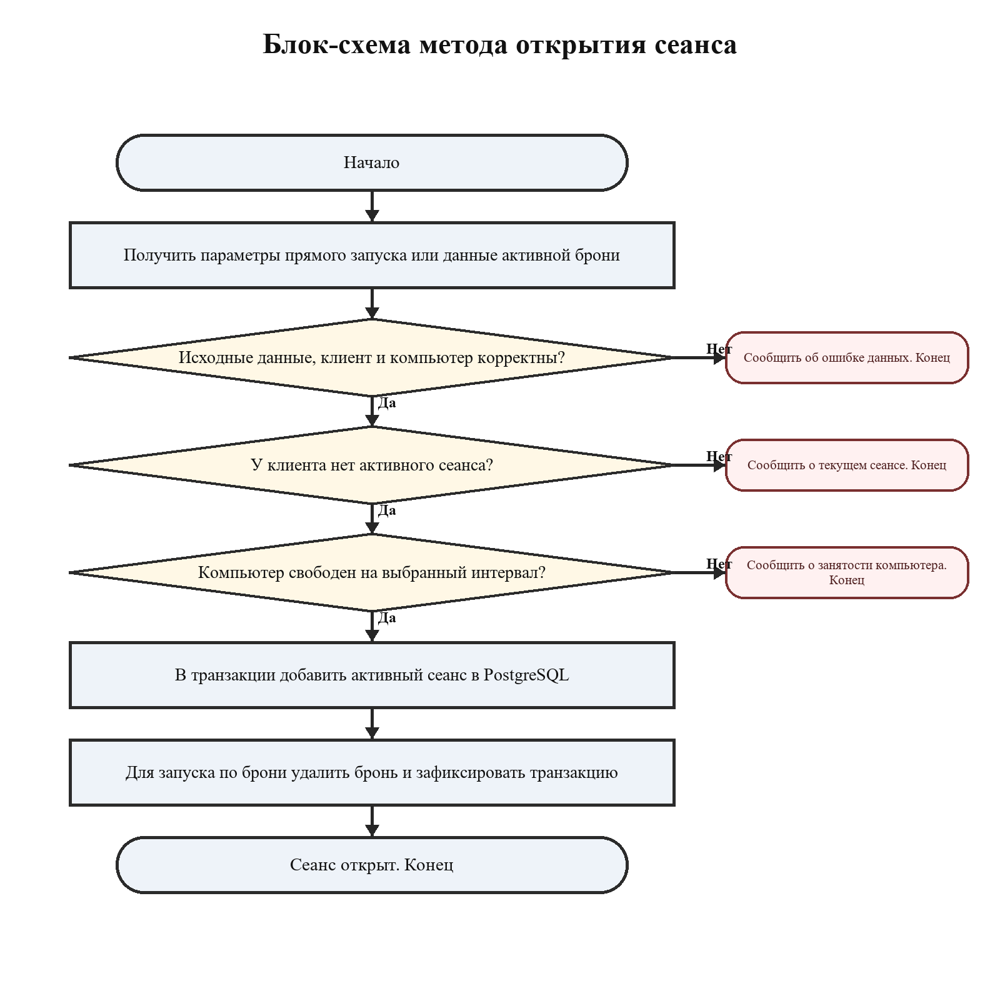 Блок-схема метода открытия сеанса
Начало
Получить параметры прямого запуска или данные активной брони
Исходные данные, клиент и компьютер корректны?
Нет
Сообщить об ошибке данных. Конец
Да
У клиента нет активного сеанса?
Нет
Сообщить о текущем сеансе. Конец
Да
Компьютер свободен на выбранный интервал?
Нет
Сообщить о занятости компьютера.
Конец
Да
В транзакции добавить активный сеанс в PostgreSQL
Для запуска по брони удалить бронь и зафиксировать транзакцию
Сеанс открыт. Конец